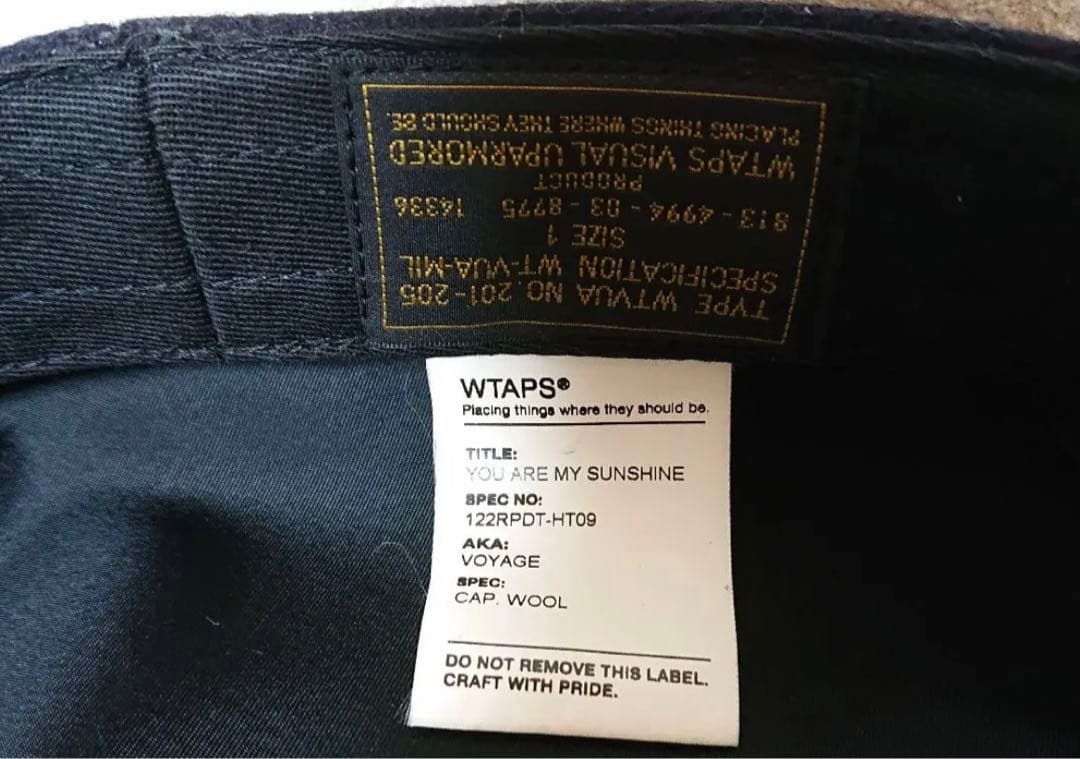 TYPE WTVUA NO. 201-205
SPECIFICATION WT-VUA-MIL
SIZE 1
913 - 4994 - 03 - 8775 14336
PRODUCT
WTAPS VISUAL UPARMORED
PLACING THINGS WHERE THEY SHOULD BE
WTAPS®
Placing things where they should be.
TITLE:
YOU ARE MY SUNSHINE
SPEC NO:
122RPDT-HT09
AKA:
VOYAGE
SPEC:
CAP. WOOL
DO NOT REMOVE THIS LABEL.
CRAFT WITH PRIDE.